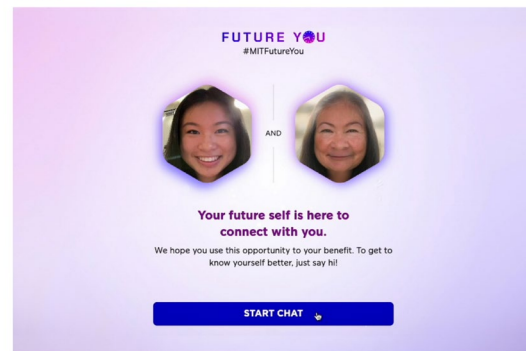 FUTURE YOU
#MITFutureYou
AND
Your future self is here to
connect with you.
We hope you use this opportunity to your benefit. To get to
know yourself better, just say hi!
START CHAT